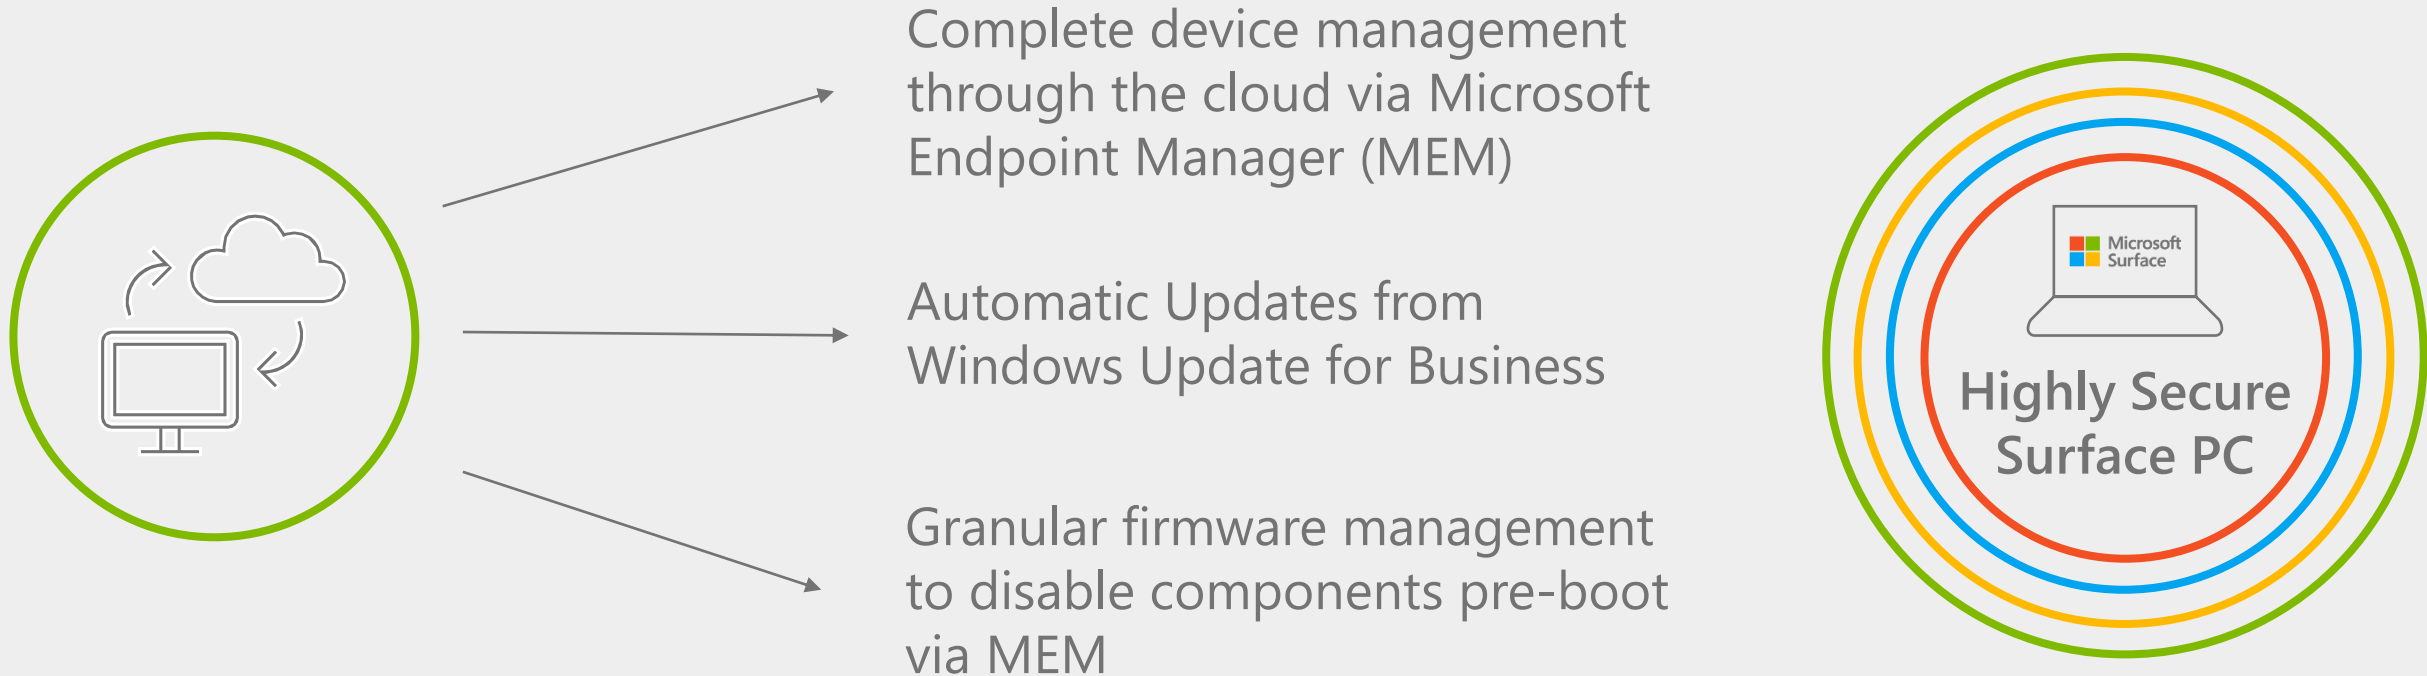 Complete device management
through the cloud via Microsoft
Endpoint Manager (MEM)
Automatic Updates from
Windows Update for Business
Granular firmware management
to disable components pre-boot
via MEM
Microsoft
Surface
Highly Secure
Surface PC